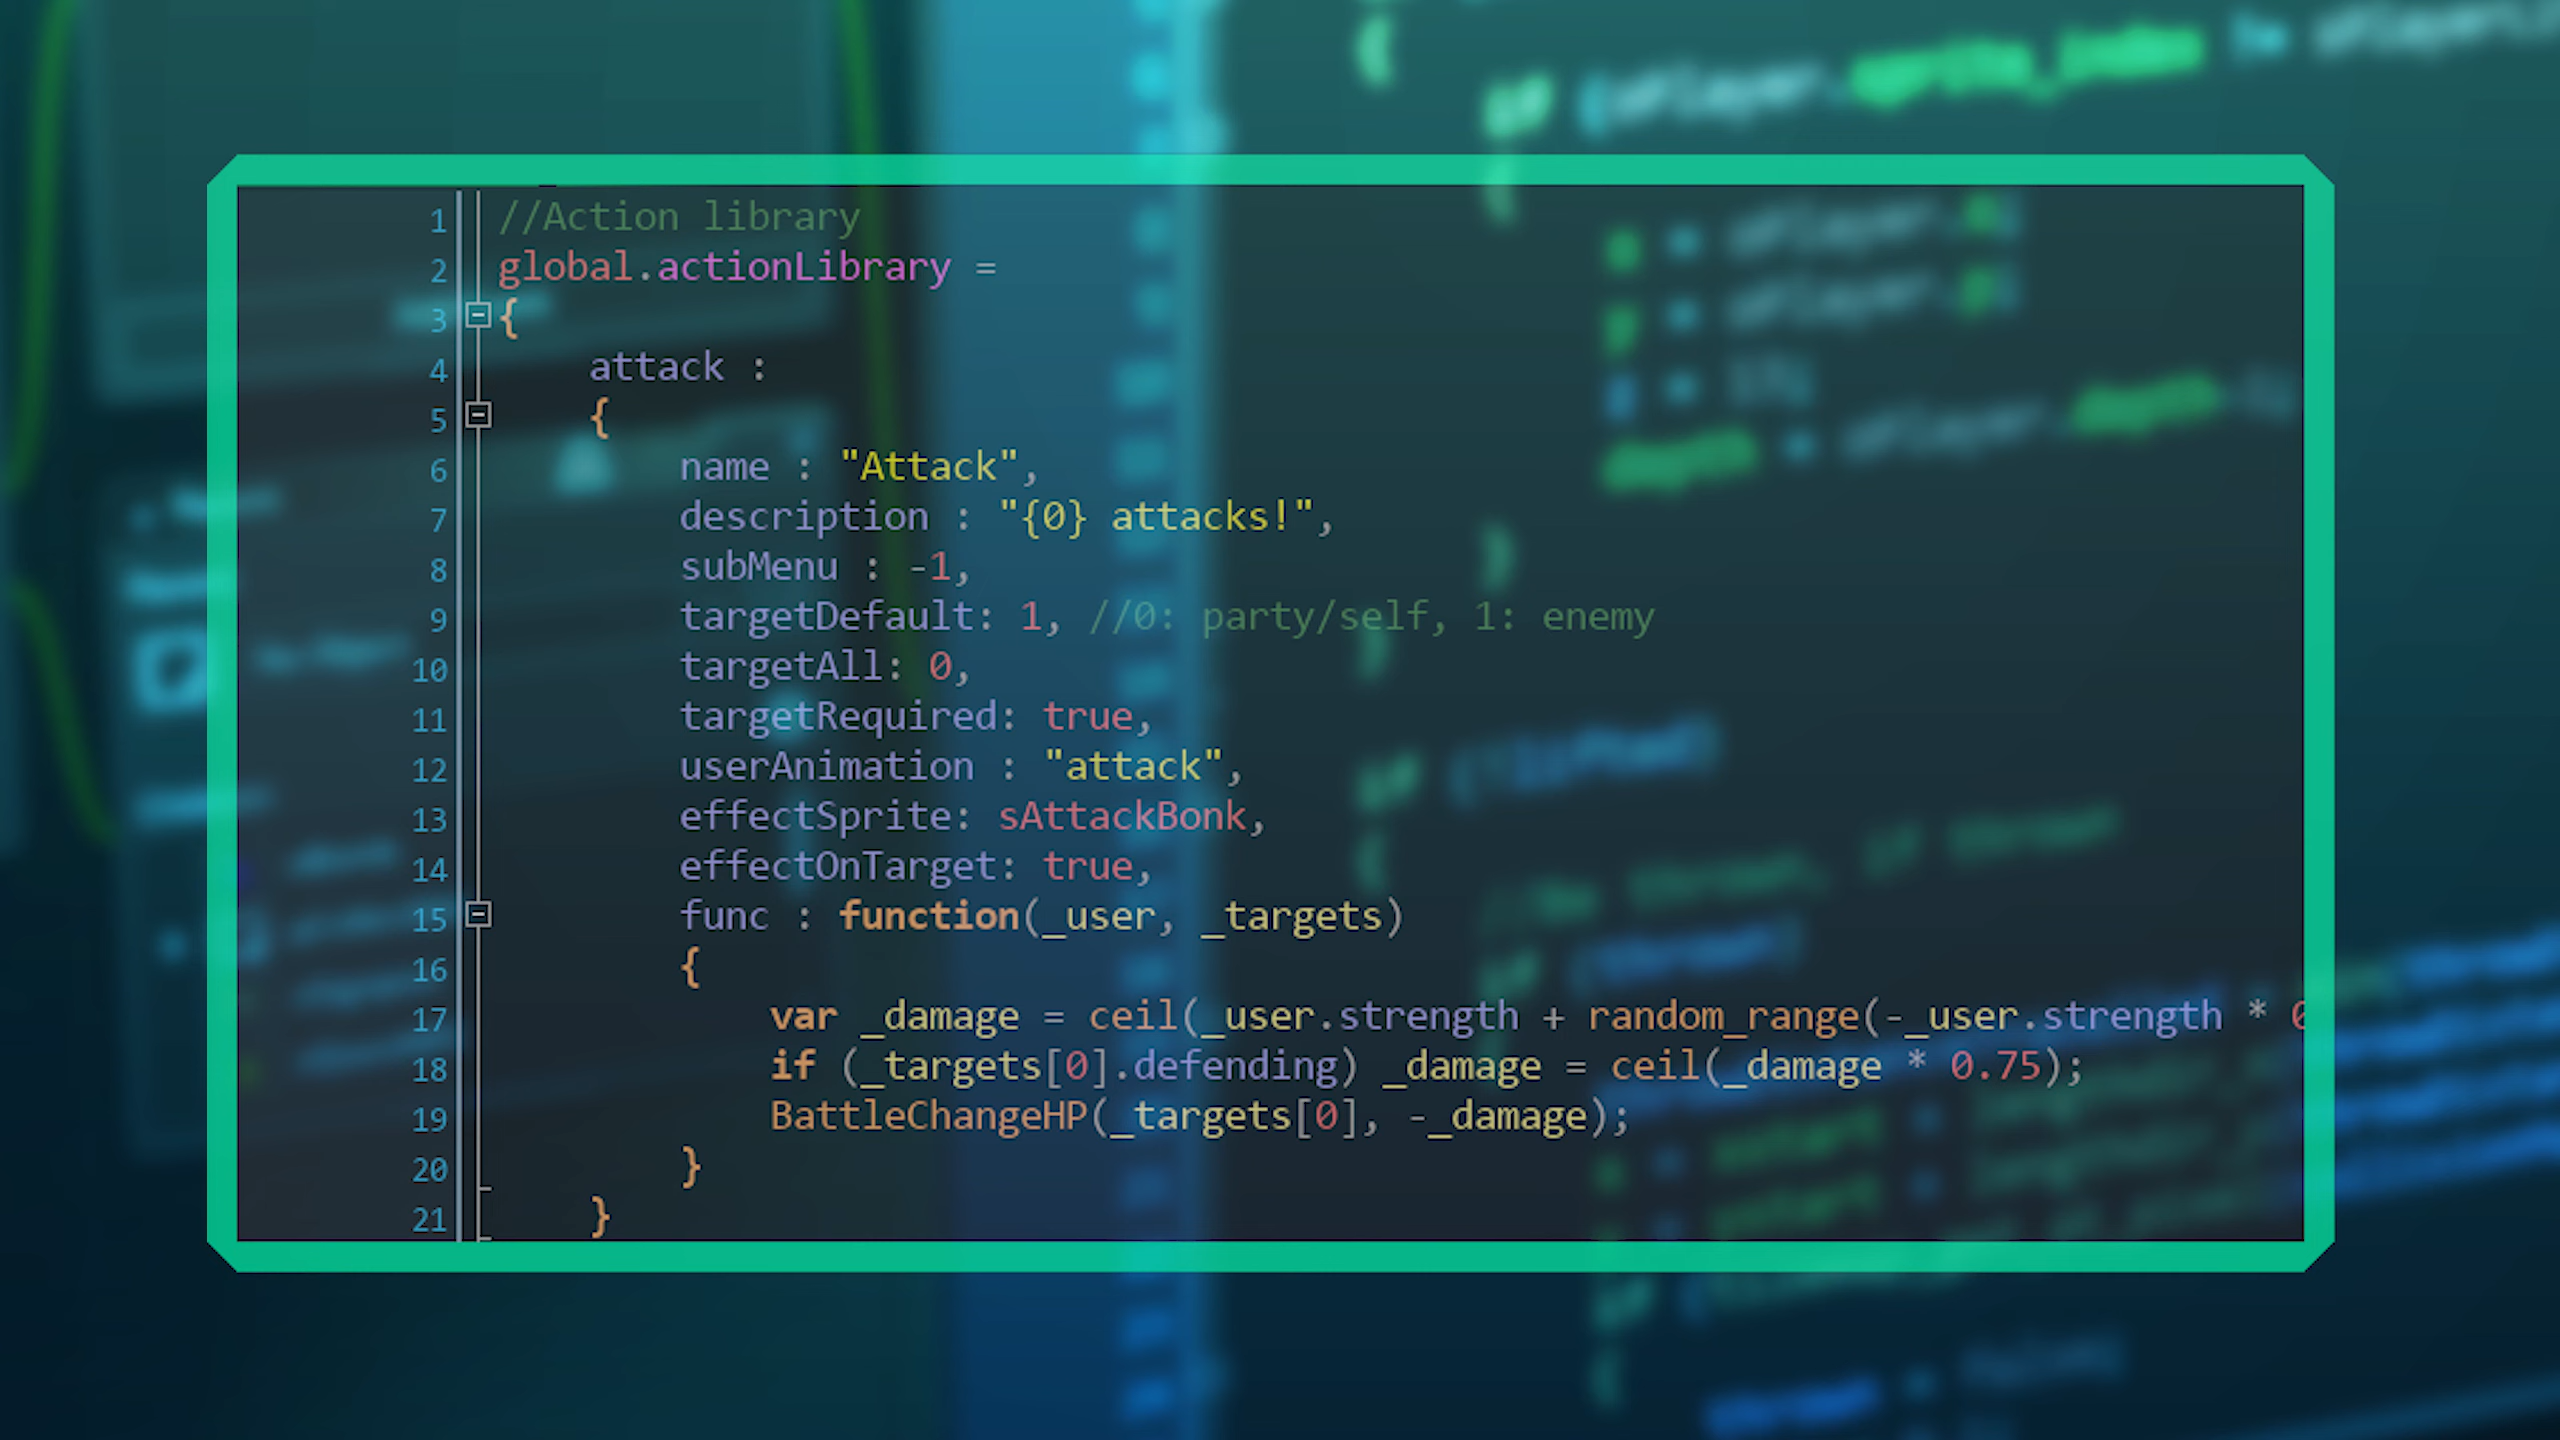 1 //Action library
2 global.actionLibrary =
3 {
4 attack :
5 {
6 name : "Attack",
7 description : "{0} attacks!",
8 subMenu : -1,
9 targetDefault: 1, //0: party/self, 1: enemy
10 targetAll: 0,
11 targetRequired: true,
12 userAnimation : "attack",
13 effectSprite: sAttackBonk,
14 effectOnTarget: true,
15 func : function(_user, _targets)
16 {
17 var _damage = ceil(_user.strength + random_range(-_user.strength *
18 if (_targets[0].defending) _damage = ceil(_damage * 0.75);
19 BattleChangeHP(_targets[0], -_damage);
20 }
21 }